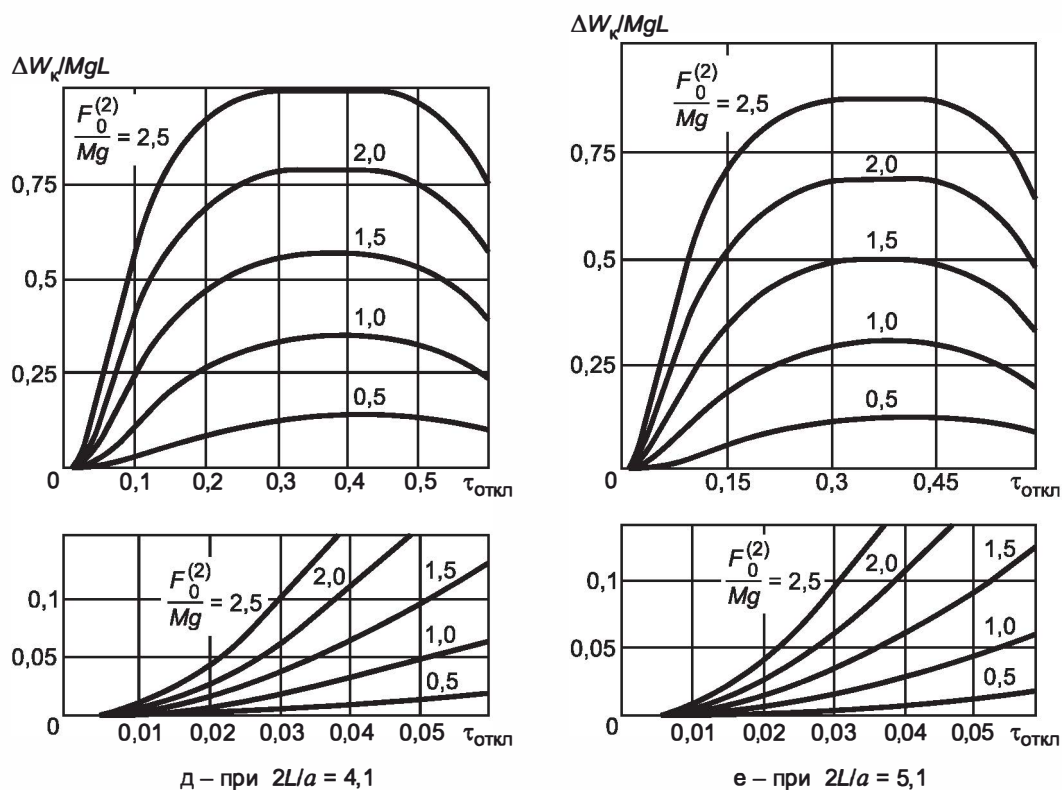 ΔWк/MgL
F₀⁽²⁾/Mg = 2,5
2,0
0,75
1,5
0,5
1,0
0,25
0,5
0 0,1 0,2 0,3 0,4 0,5 τоткл
F₀⁽²⁾/Mg = 2,5
2,0
1,5
0,1
1,0
0,05
0,5
0 0,01 0,02 0,03 0,04 0,05 τоткл
д – при 2L/a = 4,1
ΔWк/MgL
F₀⁽²⁾/Mg = 2,5
0,75
2,0
1,5
0,5
1,0
0,25
0,5
0 0,15 0,3 0,45 τоткл
F₀⁽²⁾/Mg = 2,5
2,0
1,5
0,1
1,0
0,05
0,5
0 0,01 0,02 0,03 0,04 0,05 τоткл
е – при 2L/a = 5,1